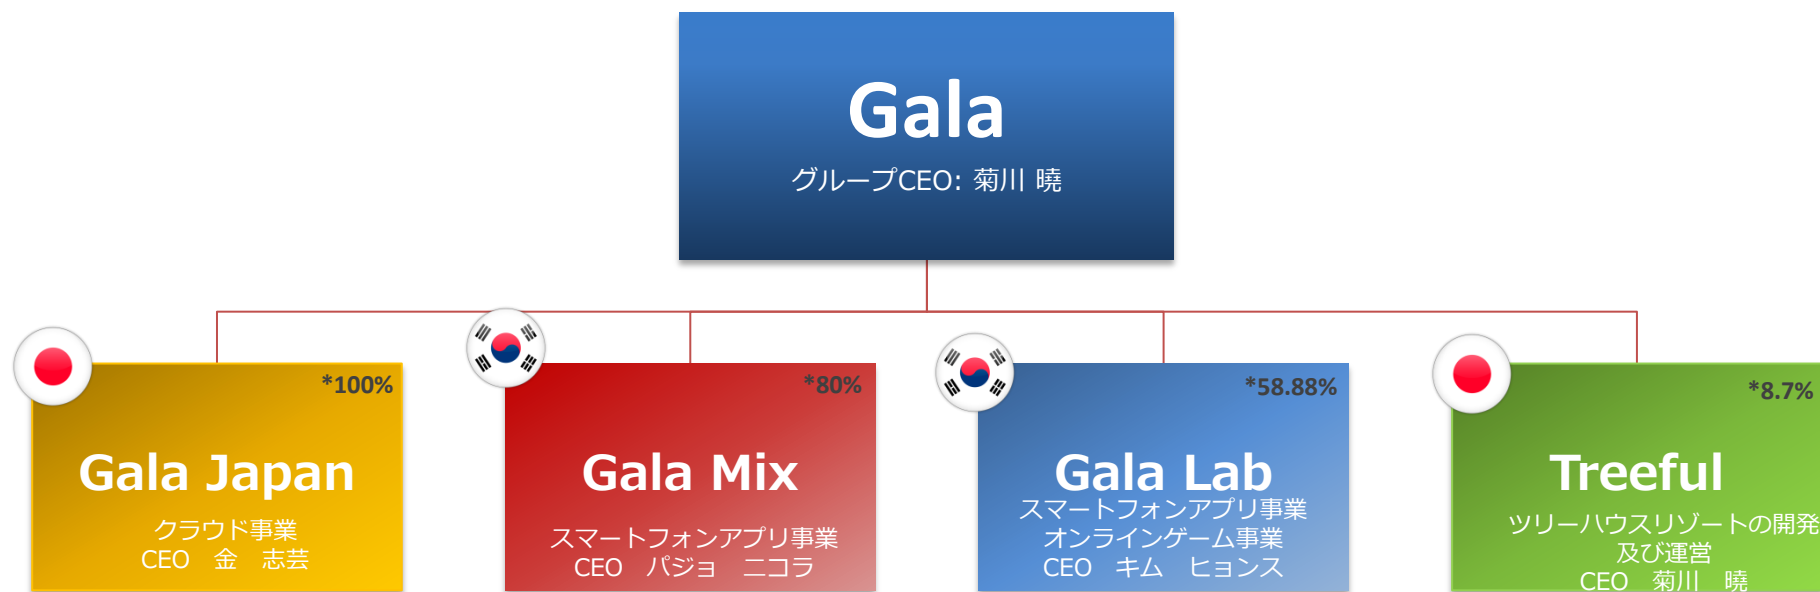 Gala
グループCEO: 菊川 曉
*100%
Gala Japan
クラウド事業
CEO　金　志芸
*80%
Gala Mix
スマートフォンアプリ事業
CEO　パジョ　ニコラ
*58.88%
Gala Lab
スマートフォンアプリ事業
オンラインゲーム事業
CEO　キム　ヒョンス
*8.7%
Treeful
ツリーハウスリゾートの開発
及び運営
CEO　菊川　曉